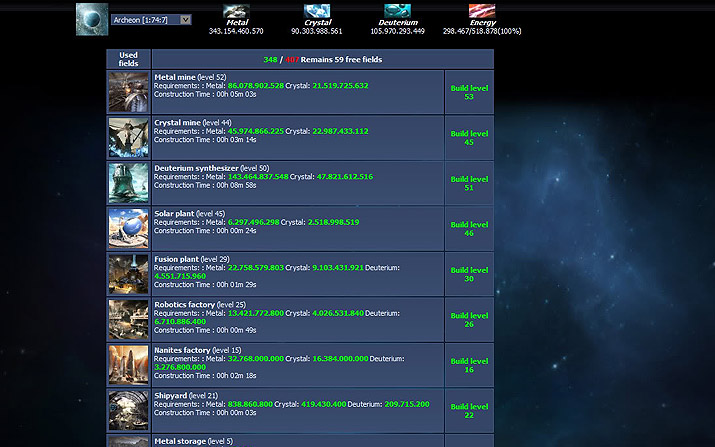 Archeon [1:74:7]
Metal Crystal Deuterium Energy
343.154.460.570 90.303.988.561 105.970.293.449 298.467/518.878(100%)
Used fields
348 / 407 Remains 59 free fields
Metal mine (level 52)
Requirements: : Metal: 86.078.902.528 Crystal: 21.519.725.632
Construction Time : 00h 05m 03s
Build level 53
Crystal mine (level 44)
Requirements: : Metal: 45.974.866.225 Crystal: 22.987.433.112
Construction Time : 00h 03m 14s
Build level 45
Deuterium synthesizer (level 50)
Requirements: : Metal: 143.464.837.548 Crystal: 47.821.612.516
Construction Time : 00h 08m 58s
Build level 51
Solar plant (level 45)
Requirements: : Metal: 6.297.496.298 Crystal: 2.518.998.519
Construction Time : 00h 00m 24s
Build level 46
Fusion plant (level 29)
Requirements: : Metal: 22.758.579.803 Crystal: 9.103.431.921 Deuterium:
4.551.715.960
Construction Time : 00h 01m 29s
Build level 30
Robotics factory (level 25)
Requirements: : Metal: 13.421.772.800 Crystal: 4.026.531.840 Deuterium:
6.710.886.400
Construction Time : 00h 00m 49s
Build level 26
Nanites factory (level 15)
Requirements: : Metal: 32.768.000.000 Crystal: 16.384.000.000 Deuterium:
3.276.800.000
Construction Time : 00h 02m 18s
Build level 16
Shipyard (level 21)
Requirements: : Metal: 838.860.800 Crystal: 419.430.400 Deuterium: 209.715.200
Construction Time : 00h 00m 03s
Build level 22
Metal storage (level 5)